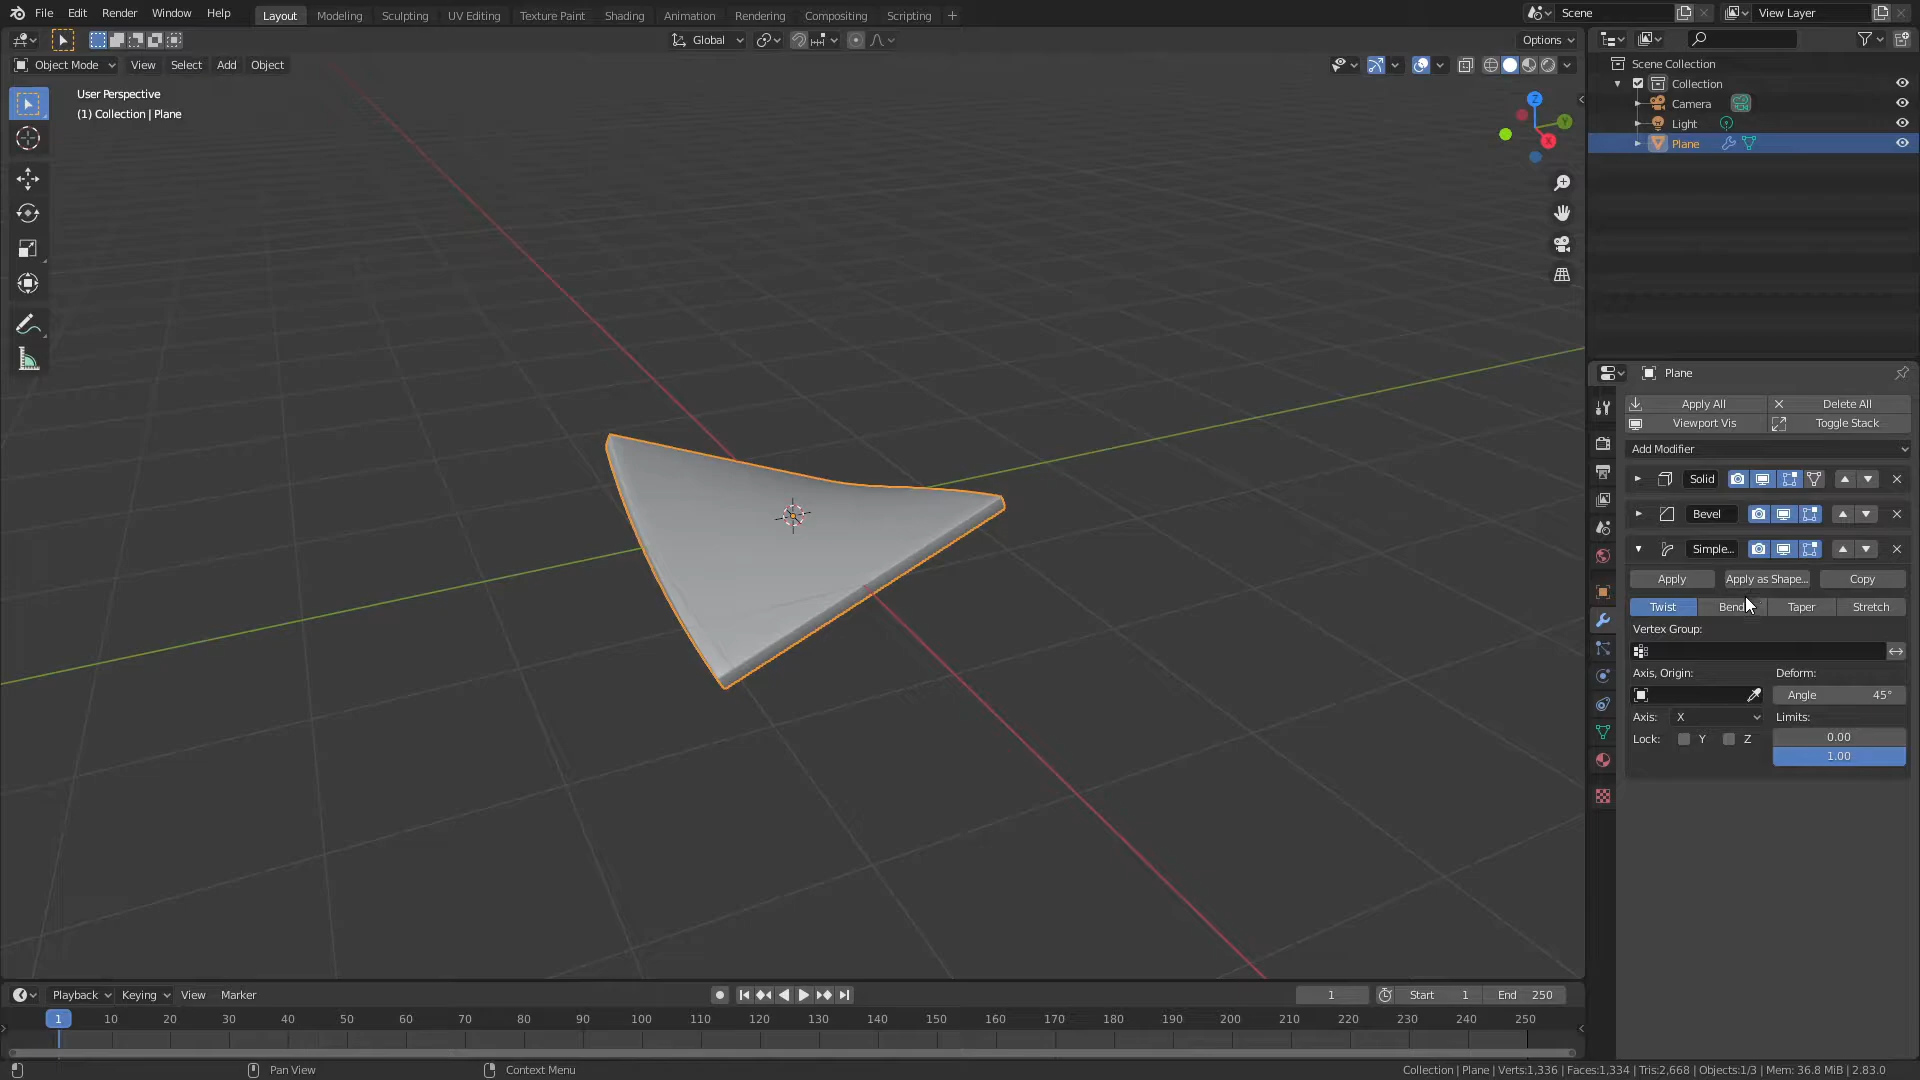 File Edit Render Window Help
Layout Modeling Sculpting UV Editing Texture Paint Shading Animation Rendering Compositing Scripting +
Scene
View Layer
Global
Options
Object Mode View Select Add Object
User Perspective
(1) Collection | Plane
Z
Y
X
Scene Collection
Collection
Camera
Light
Plane
Plane
Apply All
Delete All
Viewport Vis
Toggle Stack
Add Modifier
Solid
Bevel
Simple...
Apply
Apply as Shape...
Copy
Twist
Bend
Taper
Stretch
Vertex Group:
Axis, Origin:
Deform:
Angle 45°
Axis: X
Limits:
Lock: Y Z
0.00
1.00
Playback Keying View Marker
1
Start 1
End 250
1 10 20 30 40 50 60 70 80 90 100 110 120 130 140 150 160 170 180 190 200 210 220 230 240 250
Pan View
Context Menu
Collection | Plane | Verts:1,336 | Faces:1,334 | Tris:2,668 | Objects:1/3 | Mem: 36.8 MiB | 2.83.0